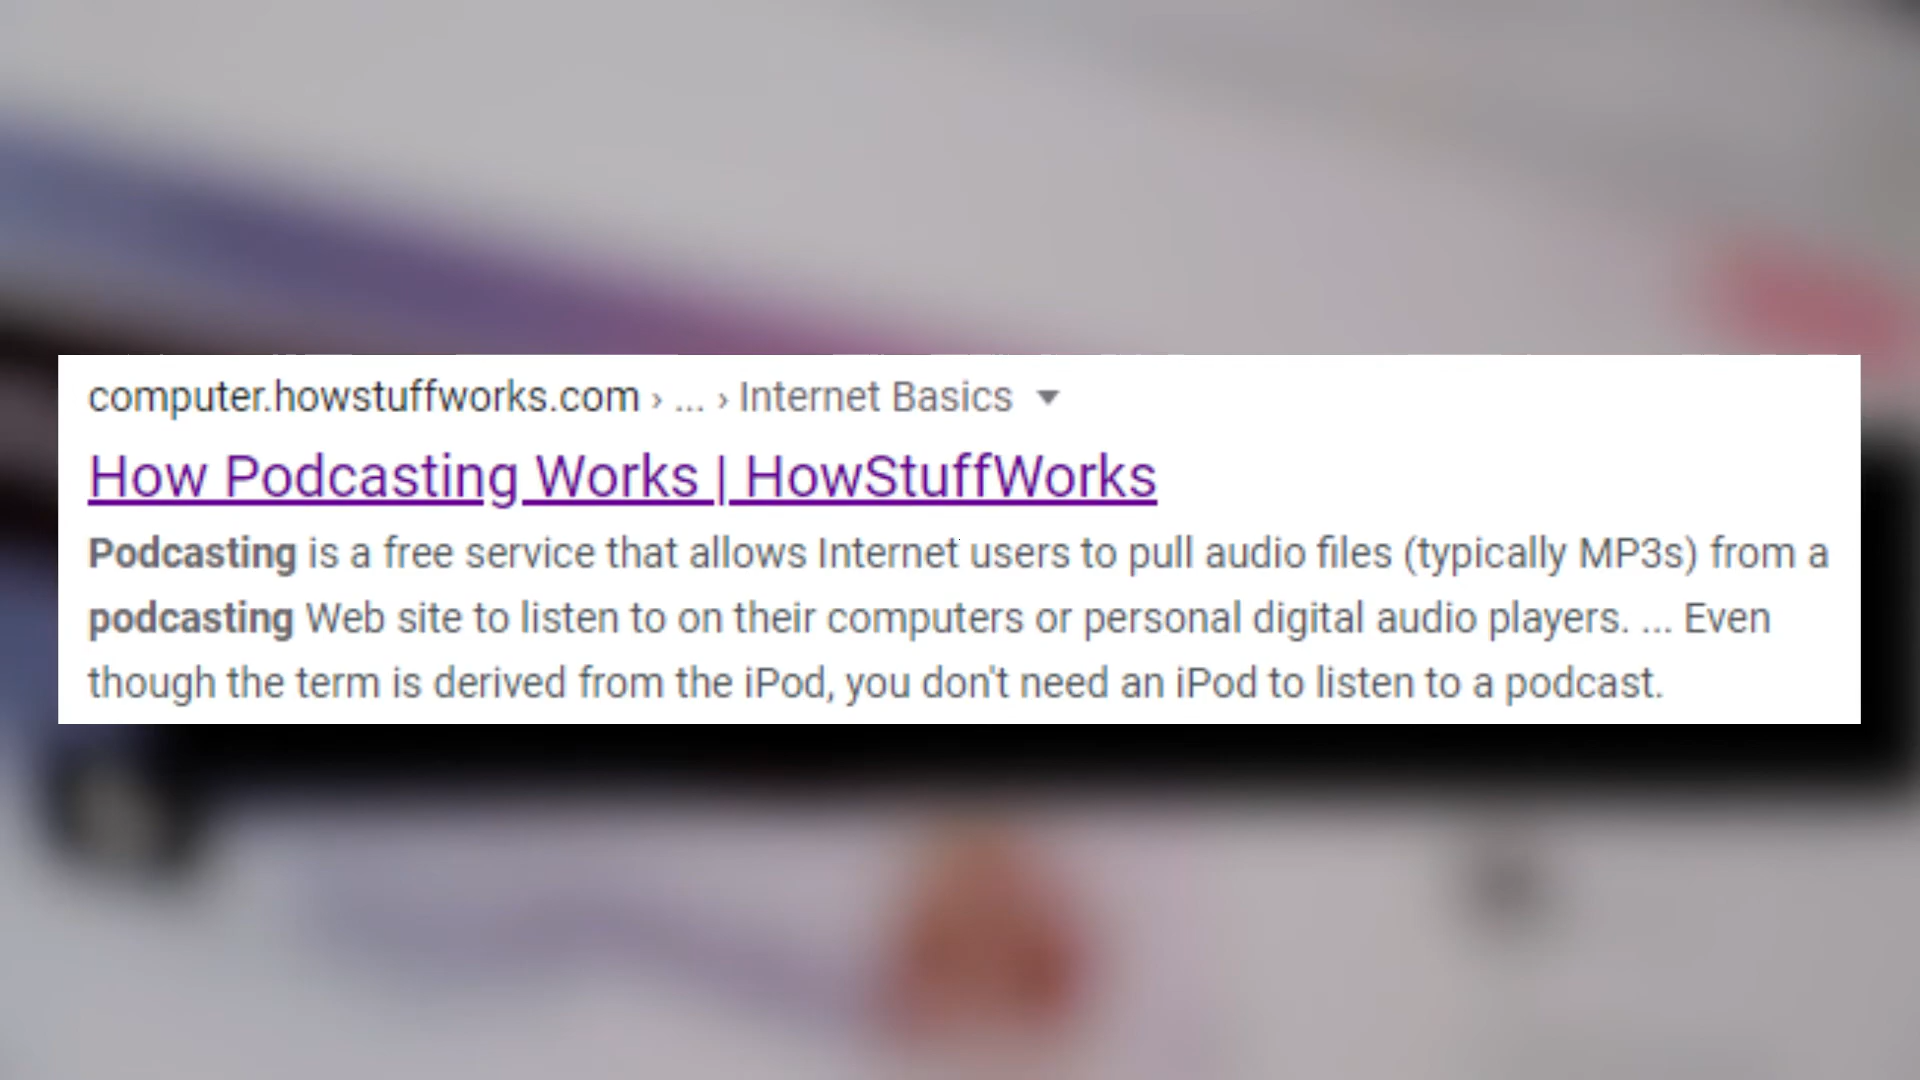 computer.howstuffworks.com › ... › Internet Basics
How Podcasting Works | HowStuffWorks
Podcasting is a free service that allows Internet users to pull audio files (typically MP3s) from a
podcasting Web site to listen to on their computers or personal digital audio players. ... Even
though the term is derived from the iPod, you don't need an iPod to listen to a podcast.